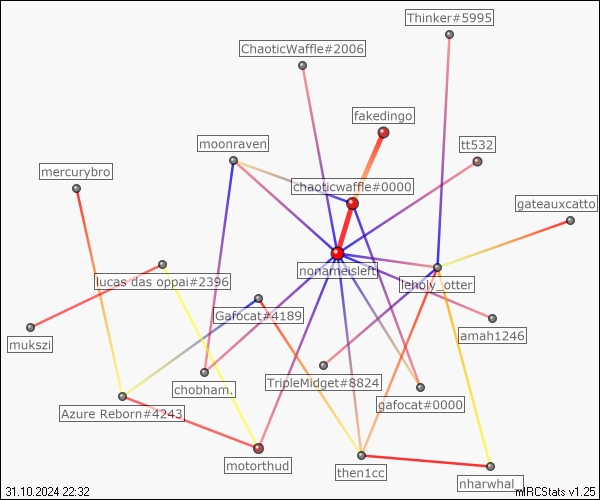 Thinker#5995
ChaoticWaffle#2006
fakedingo
moonraven
tt532
mercurybro
chaoticwaffle#0000
gateauxcatto
nonameisleft
lucas das oppai#2396
leholy_otter
Gafocat#4189
amah1246
mukszi
chobham.
TripleMidget#8824
gafocat#0000
Azure Reborn#4243
motorthud
then1cc
nharwhal_
31.10.2024 22:32
mIRCStats v1.25